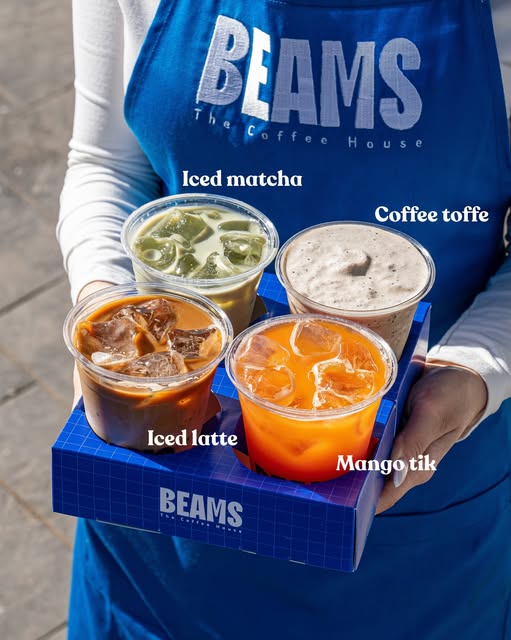 BEAMS
The Coffee House
Iced matcha
Coffee toffe
Iced latte
Mango tik
BEAMS
The Coffee House